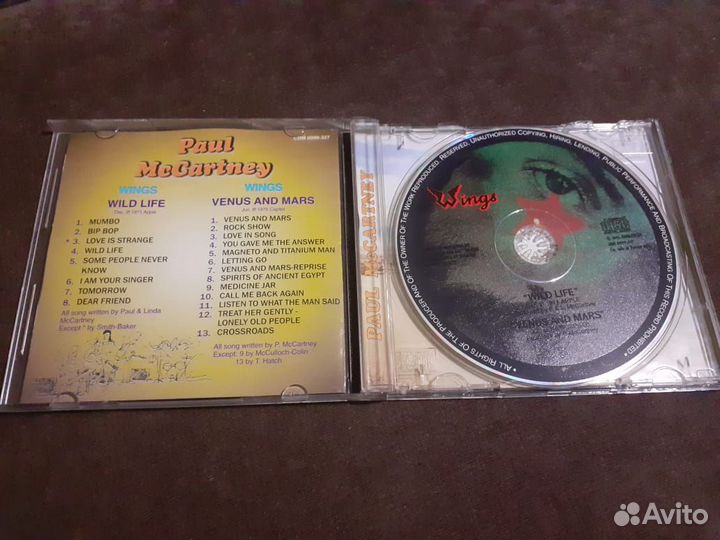 Paul
McCartney
WINGS
WILD LIFE
1. MUMBO
2. BIP BOP
* 3. LOVE IS STRANGE
4. WILD LIFE
5. SOME PEOPLE NEVER
KNOW
6. I AM YOUR SINGER
7. TOMORROW
8. DEAR FRIEND
All song written by Paul & Linda
McCartney
Except * by Smith-Baker
WINGS
VENUS AND MARS
1. VENUS AND MARS
2. ROCK SHOW
3. LOVE IN SONG
4. YOU GAVE ME THE ANSWER
5. MAGNETO AND TITANIUM MAN
6. LETTING GO
7. VENUS AND MARS-REPRISE
8. SPIRITS OF ANCIENT EGYPT
9. MEDICINE JAR
10. CALL ME BACK AGAIN
11. LISTEN TO WHAT THE MAN SAID
12. TREAT HER GENTLY -
LONELY OLD PEOPLE
13. CROSSROADS
All song written by P. McCartney
Except: 9 by McCulloch-Colin
13 by T. Hatch
PAUL MCCARTNEY
Wings
"WILD LIFE"
"VENUS AND MARS"
• ALL RIGHTS OF THE PRODUCER AND OF THE OWNER OF THE WORK REPRODUCED, RESERVED, UNAUTHORIZED COPYING, HIRING, LENDING, PUBLIC PERFORMANCE AND BROADCASTING OF THIS RECORD PROHIBITED •
Avito